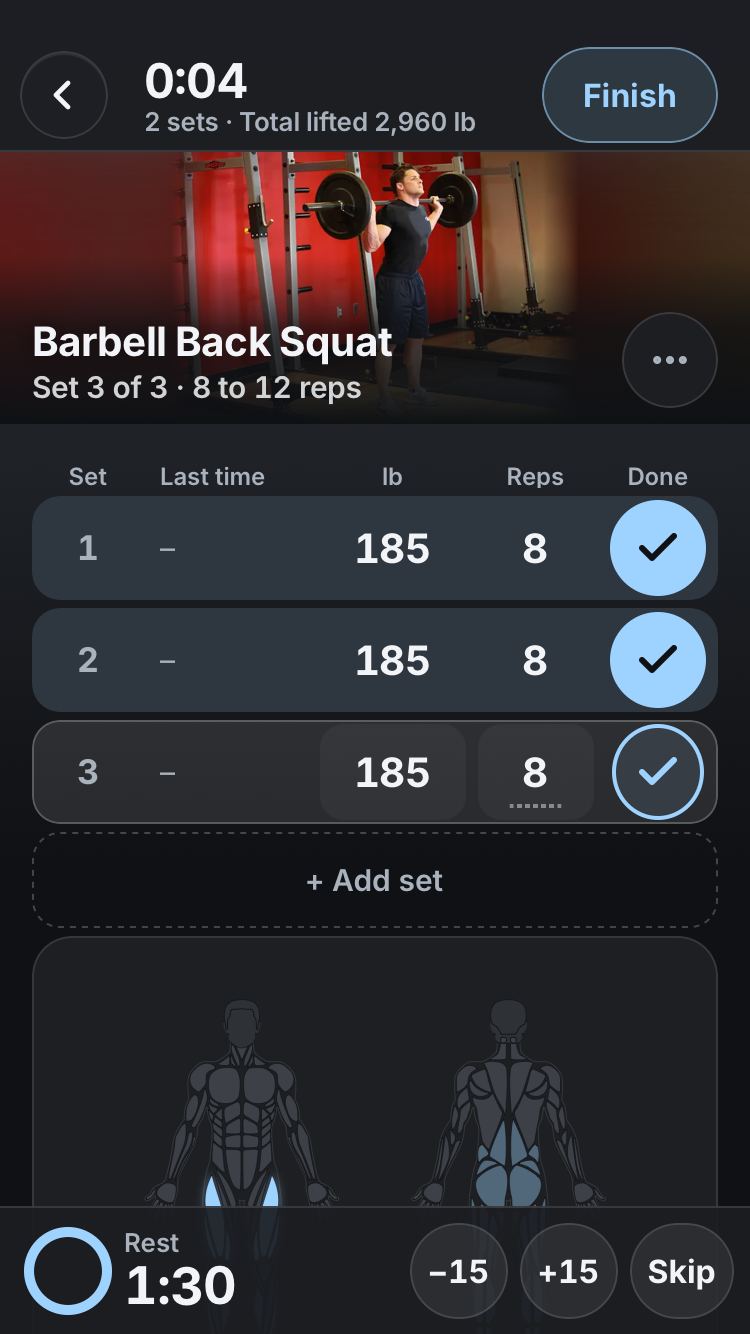 0:04
2 sets · Total lifted 2,960 lb
Finish
Barbell Back Squat
Set 3 of 3 · 8 to 12 reps
Set Last time lb Reps Done
1 – 185 8
2 – 185 8
3 – 185 8
+ Add set
Rest
1:30
−15 +15 Skip